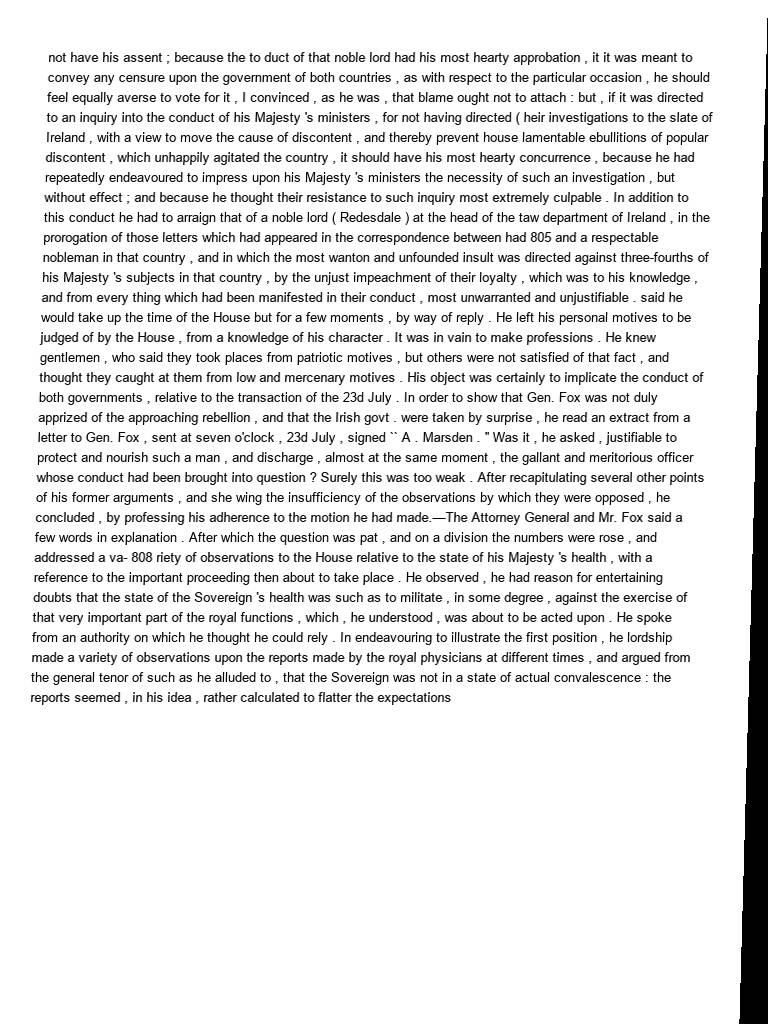 not have his assent ; because the to duct of that noble lord had his most hearty approbation , it it was meant to
convey any censure upon the government of both countries , as with respect to the particular occasion , he should
feel equally averse to vote for it , I convinced , as he was , that blame ought not to attach : but , if it was directed
to an inquiry into the conduct of his Majesty 's ministers , for not having directed ( heir investigations to the slate of
Ireland , with a view to move the cause of discontent , and thereby prevent house lamentable ebullitions of popular
discontent , which unhappily agitated the country , it should have his most hearty concurrence , because he had
repeatedly endeavoured to impress upon his Majesty 's ministers the necessity of such an investigation , but
without effect ; and because he thought their resistance to such inquiry most extremely culpable . In addition to
this conduct he had to arraign that of a noble lord ( Redesdale ) at the head of the taw department of Ireland , in the
prorogation of those letters which had appeared in the correspondence between had 805 and a respectable
nobleman in that country , and in which the most wanton and unfounded insult was directed against three-fourths of
his Majesty 's subjects in that country , by the unjust impeachment of their loyalty , which was to his knowledge ,
and from every thing which had been manifested in their conduct , most unwarranted and unjustifiable . said he
would take up the time of the House but for a few moments , by way of reply . He left his personal motives to be
judged of by the House , from a knowledge of his character . It was in vain to make professions . He knew
gentlemen , who said they took places from patriotic motives , but others were not satisfied of that fact , and
thought they caught at them from low and mercenary motives . His object was certainly to implicate the conduct of
both governments , relative to the transaction of the 23d July . In order to show that Gen. Fox was not duly
apprized of the approaching rebellion , and that the Irish govt . were taken by surprise , he read an extract from a
letter to Gen. Fox , sent at seven o'clock , 23d July , signed `` A . Marsden . " Was it , he asked , justifiable to
protect and nourish such a man , and discharge , almost at the same moment , the gallant and meritorious officer
whose conduct had been brought into question ? Surely this was too weak . After recapitulating several other points
of his former arguments , and she wing the insufficiency of the observations by which they were opposed , he
concluded , by professing his adherence to the motion he had made.—The Attorney General and Mr. Fox said a
few words in explanation . After which the question was pat , and on a division the numbers were rose , and
addressed a va- 808 riety of observations to the House relative to the state of his Majesty 's health , with a
reference to the important proceeding then about to take place . He observed , he had reason for entertaining
doubts that the state of the Sovereign 's health was such as to militate , in some degree , against the exercise of
that very important part of the royal functions , which , he understood , was about to be acted upon . He spoke
from an authority on which he thought he could rely . In endeavouring to illustrate the first position , he lordship
made a variety of observations upon the reports made by the royal physicians at different times , and argued from
the general tenor of such as he alluded to , that the Sovereign was not in a state of actual convalescence : the
reports seemed , in his idea , rather calculated to flatter the expectations